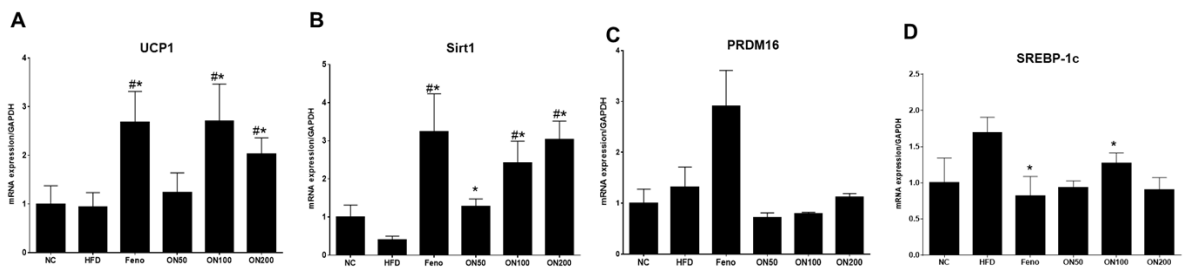 A
UCP1
mRNA expression/GAPDH
4
3
2
1
0
#*
#*
#*
NC HFD Feno ON50 ON100 ON200
B
Sirt1
mRNA expression/GAPDH
5
4
3
2
1
0
#*
*
#*
#*
NC HFD Feno ON50 ON100 ON200
C
PRDM16
mRNA expression/GAPDH
4
3
2
1
0
NC HFD Feno ON50 ON100 ON200
D
SREBP-1c
mRNA expression/GAPDH
2.5
2.0
1.5
1.0
0.5
0.0
*
*
NC HFD Feno ON50 ON100 ON200